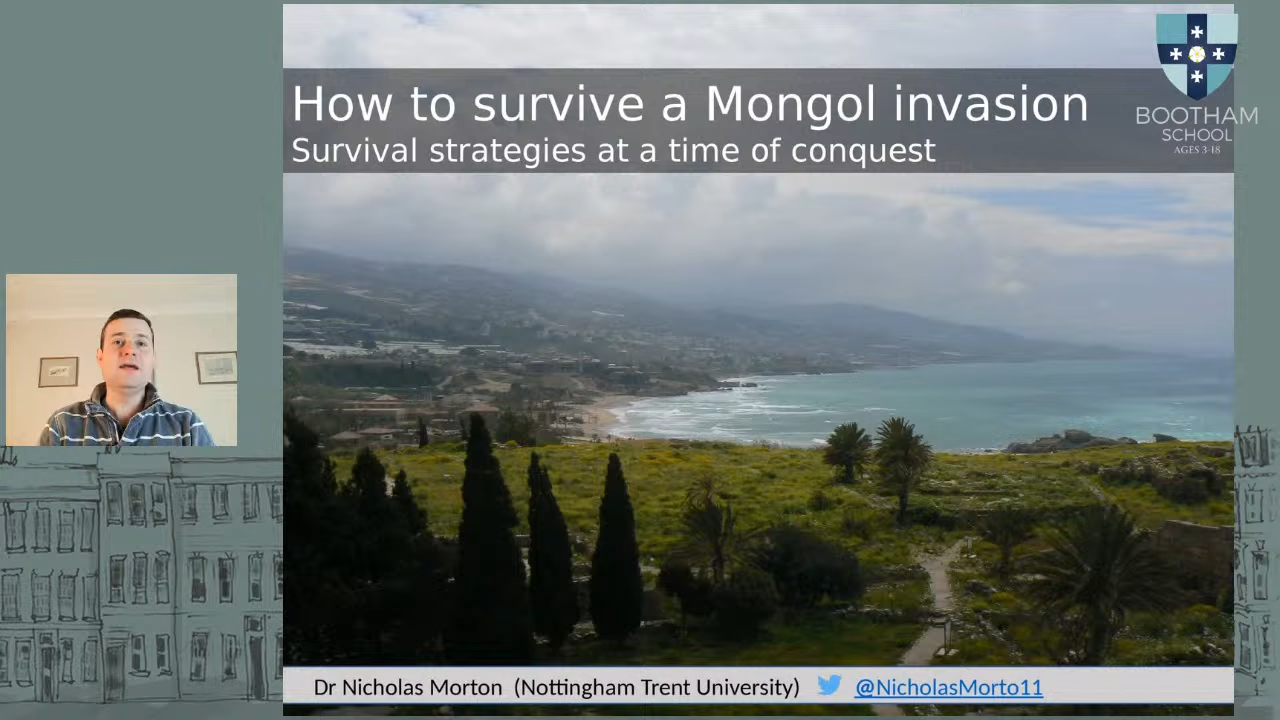 How to survive a Mongol invasion
Survival strategies at a time of conquest
BOOTHAM
SCHOOL
AGES 3-18
Dr Nicholas Morton (Nottingham Trent University) @NicholasMorto11